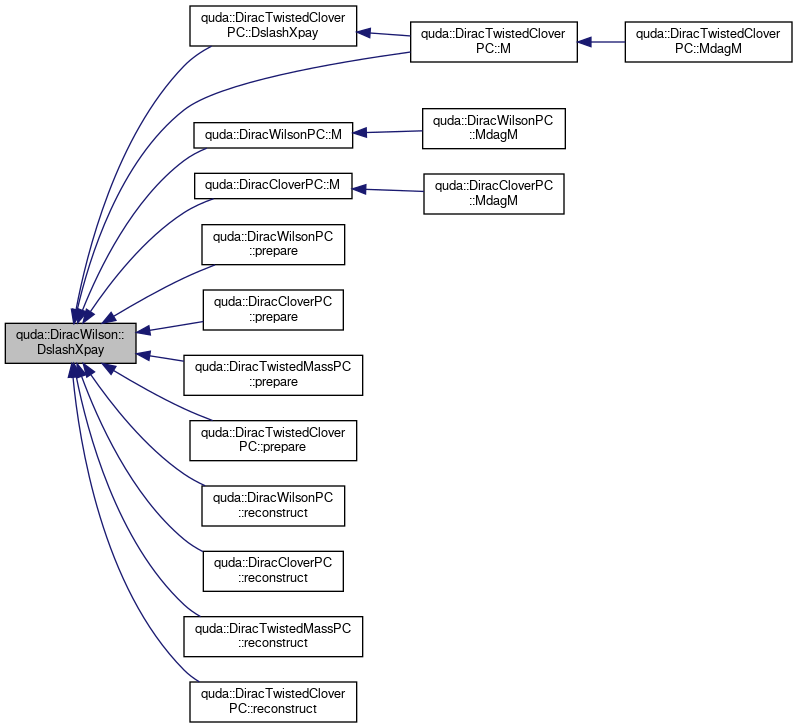 quda::DiracTwistedClover
PC::DslashXpay
quda::DiracTwistedClover
PC::M
quda::DiracTwistedClover
PC::MdagM
quda::DiracWilsonPC::M
quda::DiracWilsonPC
::MdagM
quda::DiracCloverPC::M
quda::DiracCloverPC
::MdagM
quda::DiracWilsonPC
::prepare
quda::DiracCloverPC
::prepare
quda::DiracWilson::
DslashXpay
quda::DiracTwistedMassPC
::prepare
quda::DiracTwistedClover
PC::prepare
quda::DiracWilsonPC
::reconstruct
quda::DiracCloverPC
::reconstruct
quda::DiracTwistedMassPC
::reconstruct
quda::DiracTwistedClover
PC::reconstruct